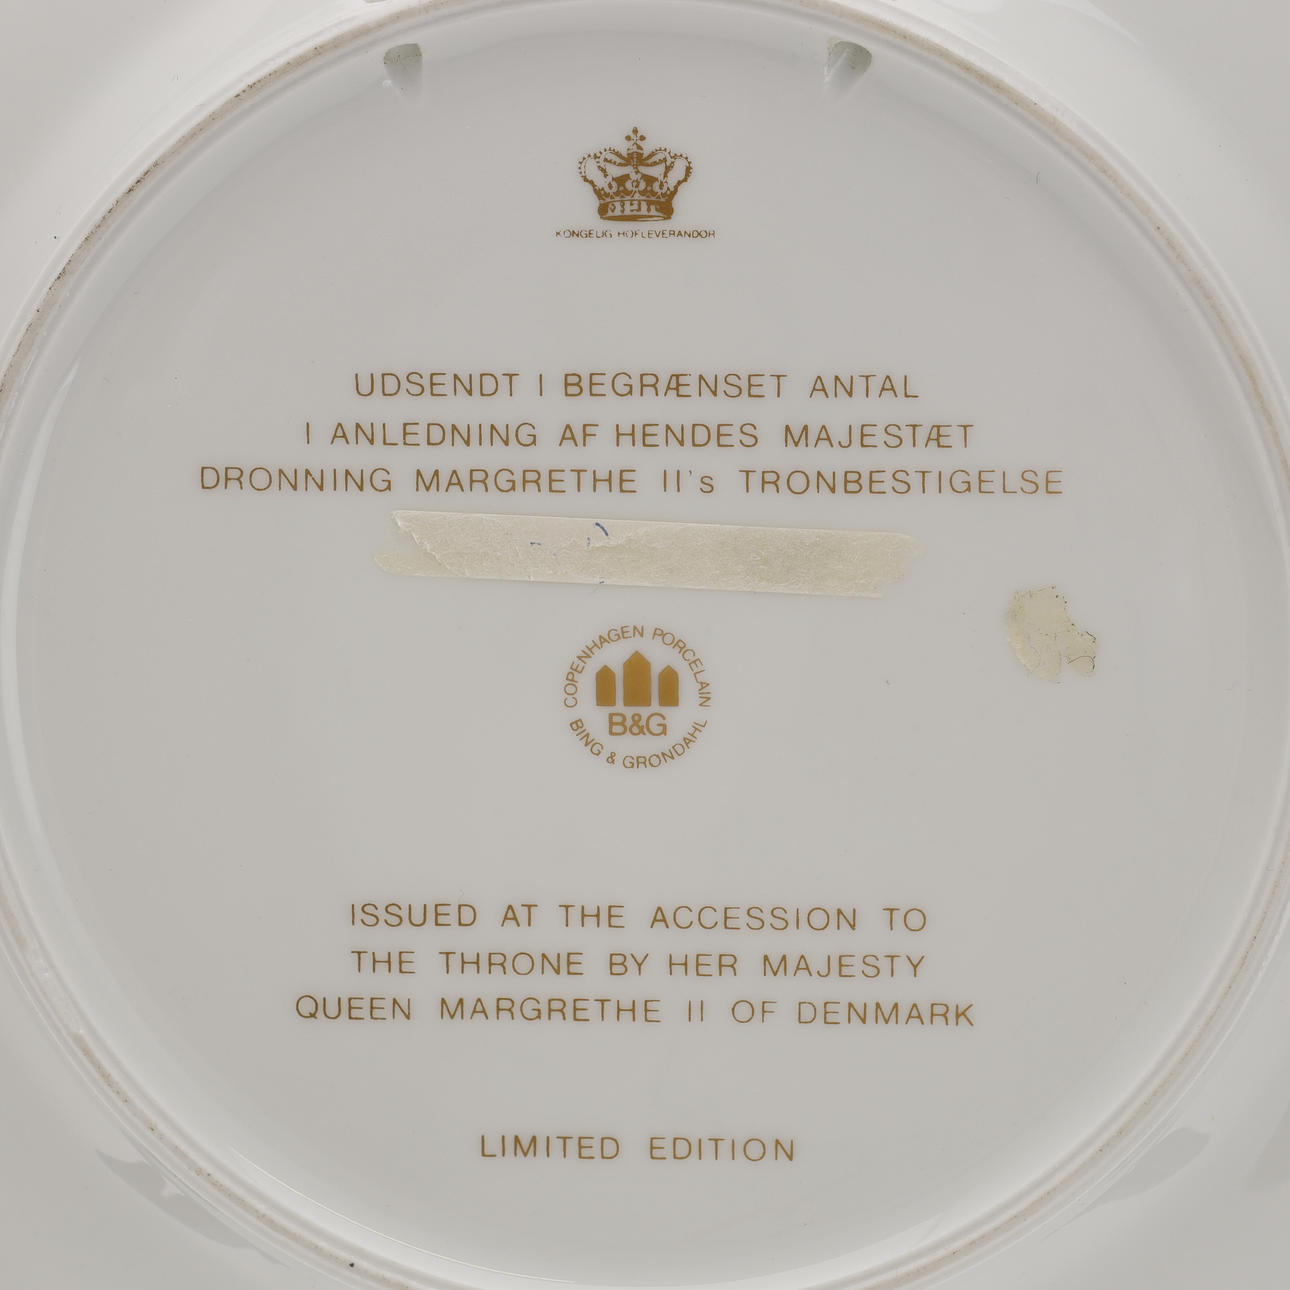 KONGELIG HOFLEVERANDØR
UDSENDT I BEGRÆNSET ANTAL
I ANLEDNING AF HENDES MAJESTÆT
DRONNING MARGRETHE II's TRONBESTIGELSE
COPENHAGEN PORCELAIN
B&G
BING & GRONDAHL
ISSUED AT THE ACCESSION TO
THE THRONE BY HER MAJESTY
QUEEN MARGRETHE II OF DENMARK
LIMITED EDITION